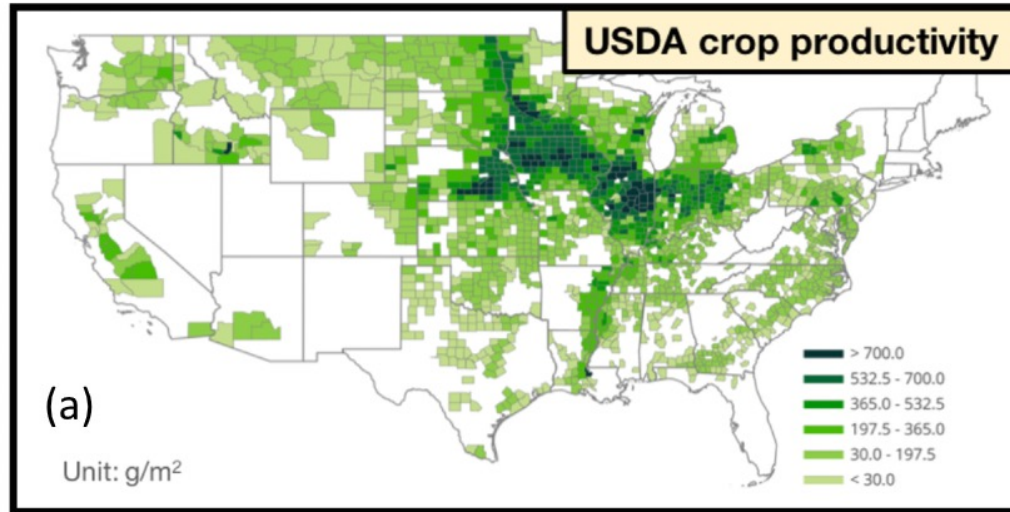 USDA crop productivity
> 700.0
532.5 - 700.0
365.0 - 532.5
197.5 - 365.0
30.0 - 197.5
< 30.0
(a)
Unit: g/m²